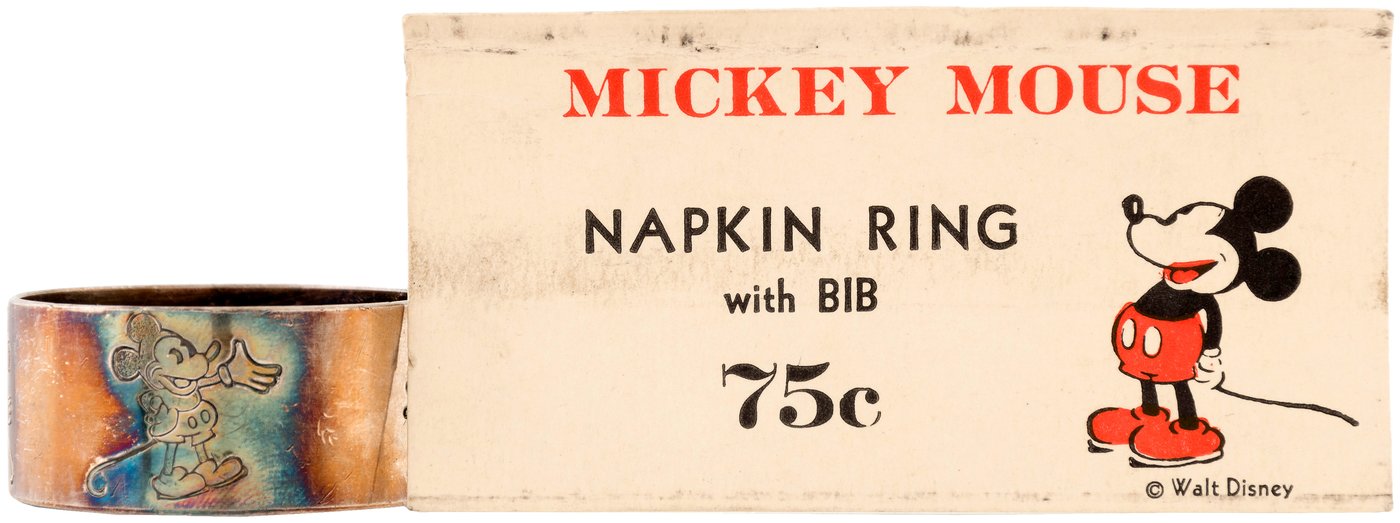 MICKEY MOUSE
NAPKIN RING
with BIB
75c
© Walt Disney